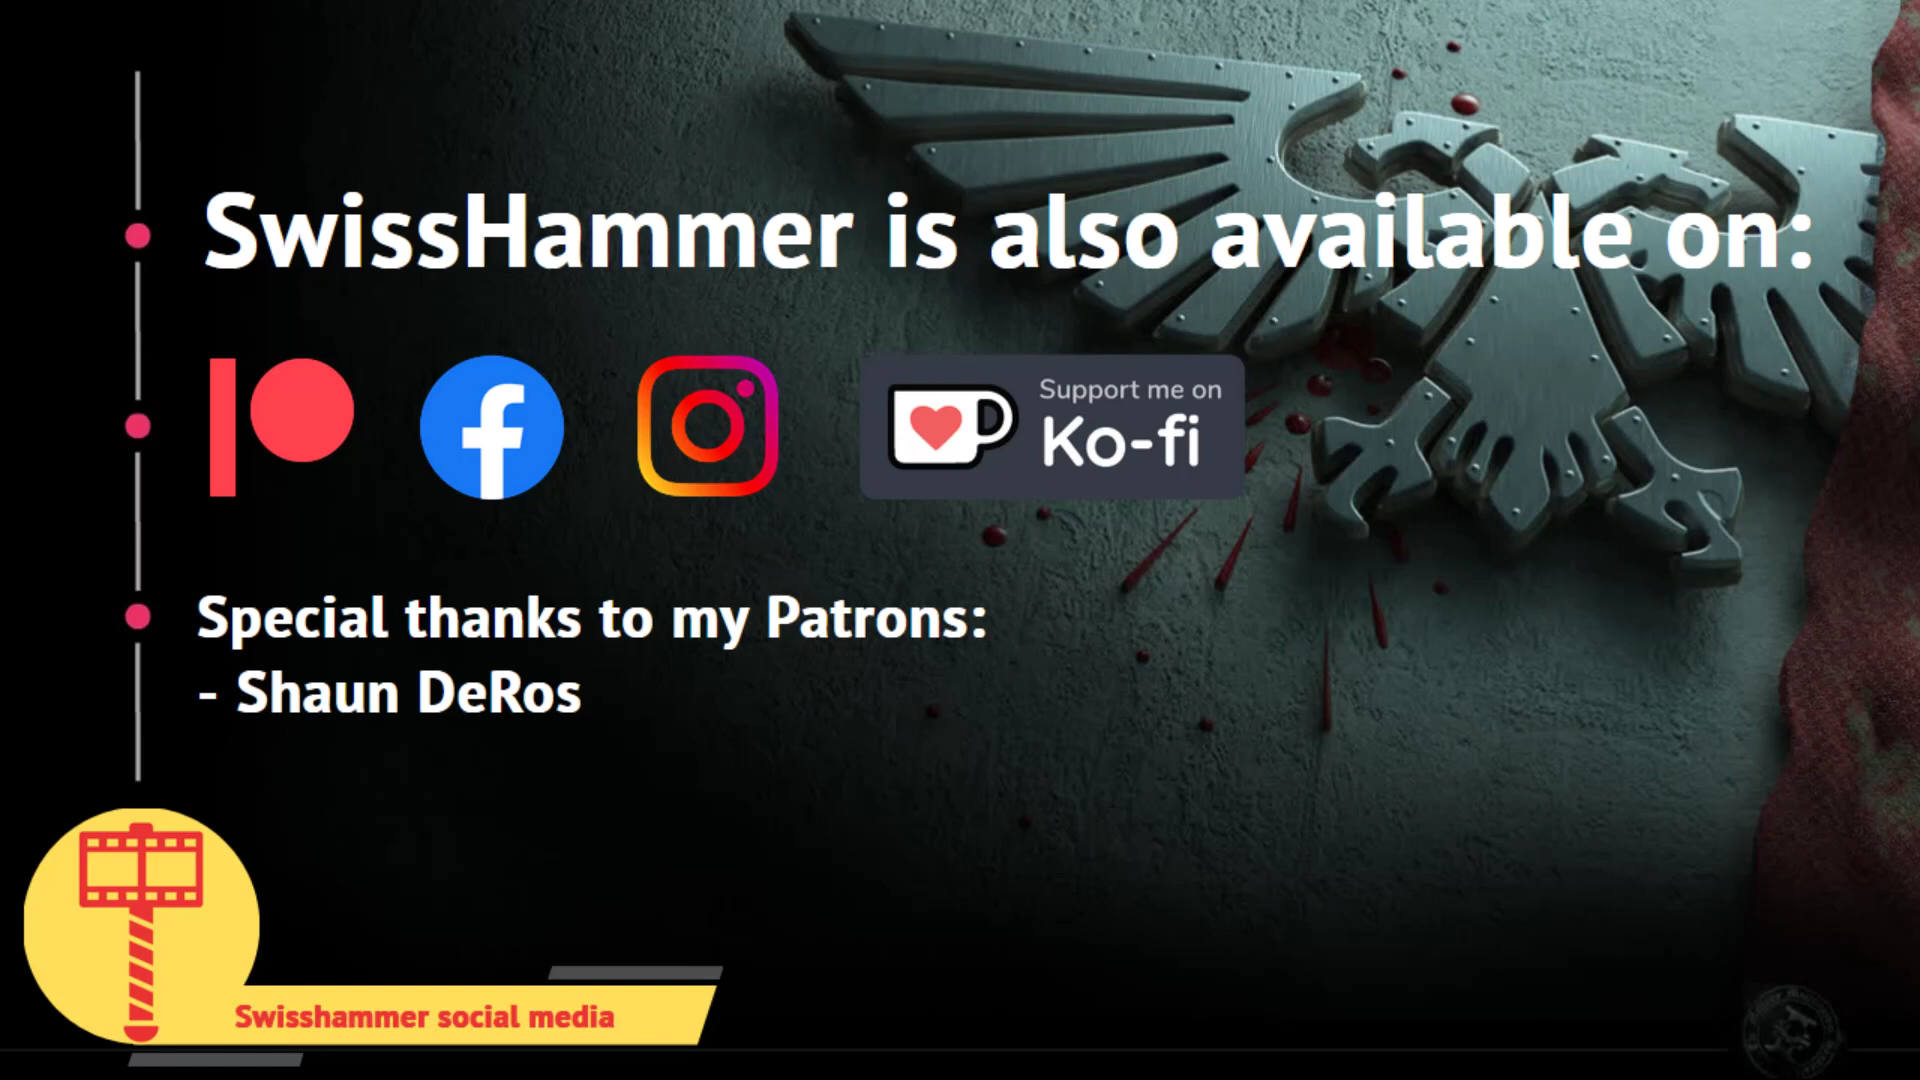 SwissHammer is also available on:
Support me on
Ko-fi
Special thanks to my Patrons:
- Shaun DeRos
Swisshammer social media